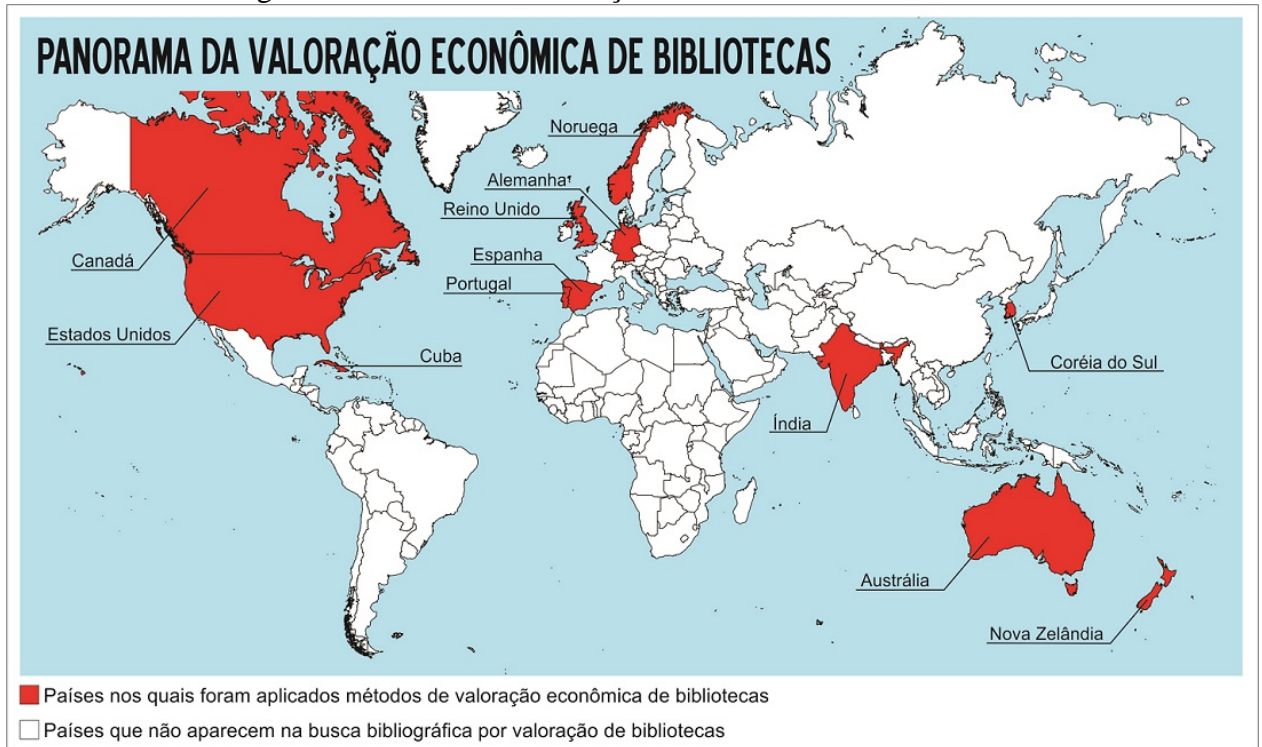 PANORAMA DA VALORAÇÃO ECONÔMICA DE BIBLIOTECAS
Noruega
Alemanha
Reino Unido
Canadá
Espanha
Portugal
Estados Unidos
Cuba
Coréia do Sul
Índia
Austrália
Nova Zelândia
Países nos quais foram aplicados métodos de valoração econômica de bibliotecas
Países que não aparecem na busca bibliográfica por valoração de bibliotecas